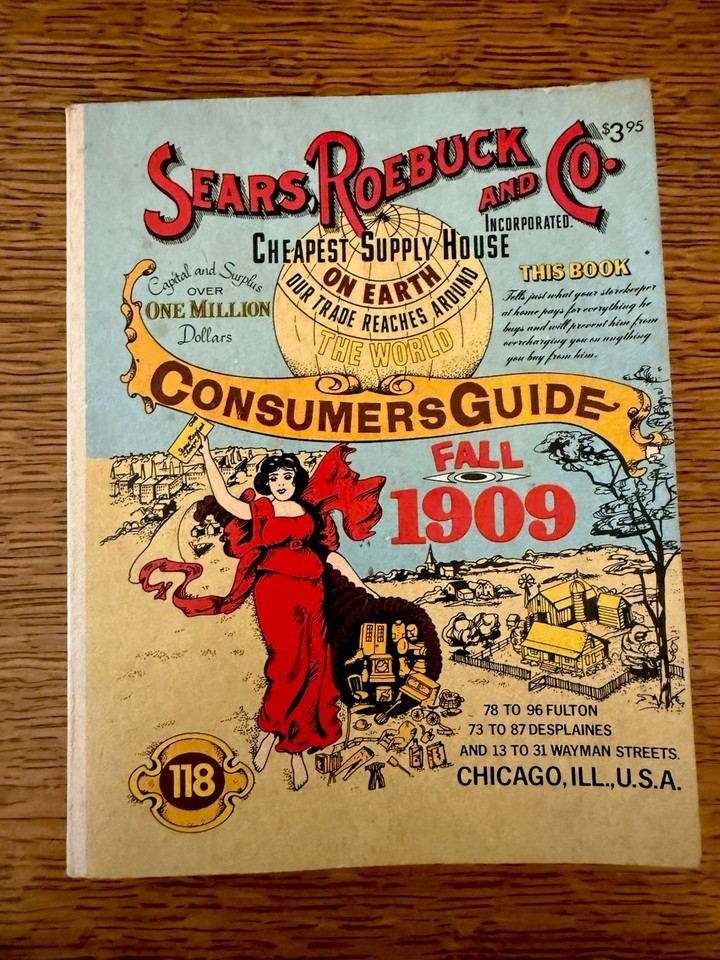 $3.95
SEARS, ROEBUCK AND CO.
INCORPORATED.
CHEAPEST SUPPLY HOUSE
ON EARTH
OUR TRADE REACHES AROUND
THE WORLD
Capital and Surplus
OVER
ONE MILLION
Dollars
THIS BOOK
Tells just what your storekeeper
at home pays for everything he
buys and will prevent him from
overcharging you on anything
you buy from him.
CONSUMERS GUIDE
FALL
1909
78 TO 96 FULTON
73 TO 87 DESPLAINES
AND 13 TO 31 WAYMAN STREETS.
CHICAGO, ILL., U.S.A.
118